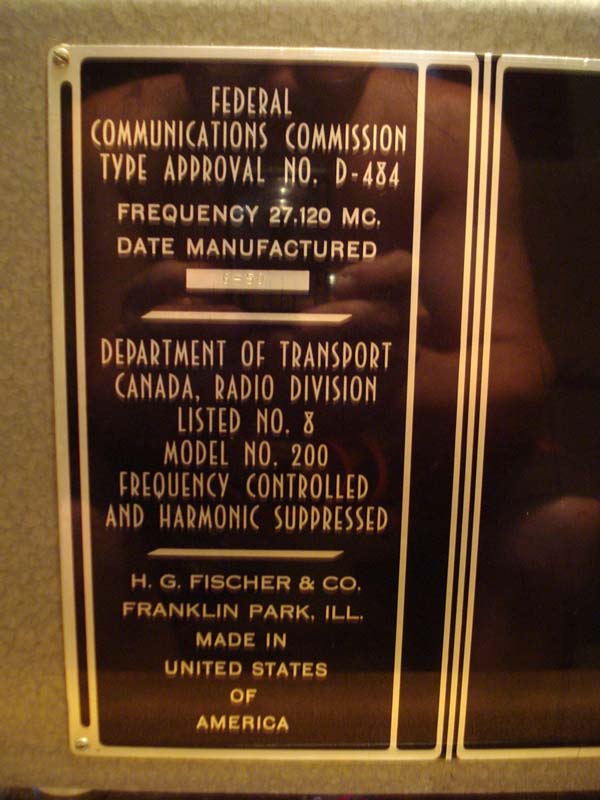 FEDERAL
COMMUNICATIONS COMMISSION
TYPE APPROVAL NO. D-484
FREQUENCY 27.120 MC.
DATE MANUFACTURED
DEPARTMENT OF TRANSPORT
CANADA, RADIO DIVISION
LISTED NO. 8
MODEL NO. 200
FREQUENCY CONTROLLED
AND HARMONIC SUPPRESSED
H. G. FISCHER & CO.
FRANKLIN PARK, ILL.
MADE IN
UNITED STATES
OF
AMERICA